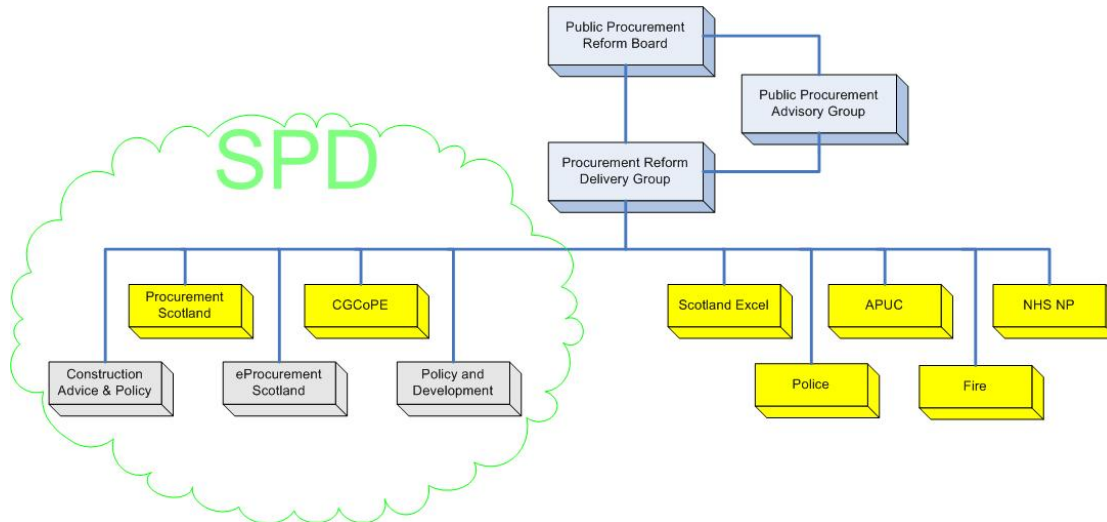 Public Procurement
Reform Board
Public Procurement
Advisory Group
SPD
Procurement Reform
Delivery Group
Procurement
Scotland
CGCoPE
Scotland Excel
APUC
NHS NP
Construction
Advice & Policy
eProcurement
Scotland
Policy and
Development
Police
Fire